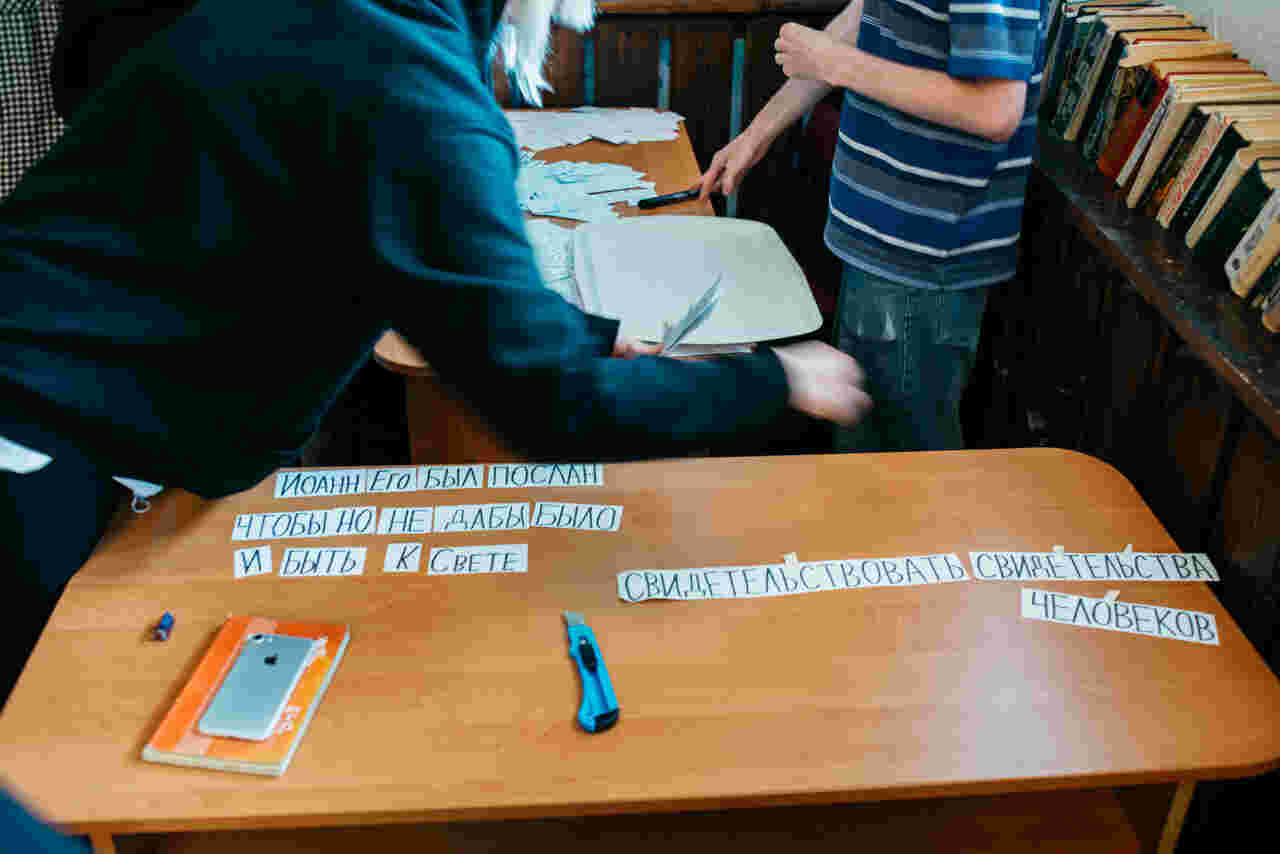 ИОАНН ЕГО БЫЛ ПОСЛАН
ЧТОБЫ НО НЕ ДАБЫ БЫЛО
И БЫТЬ К СВЕТЕ
СВИДЕТЕЛЬСТВОВАТЬ СВИДЕТЕЛЬСТВА
ЧЕЛОВЕКОВ